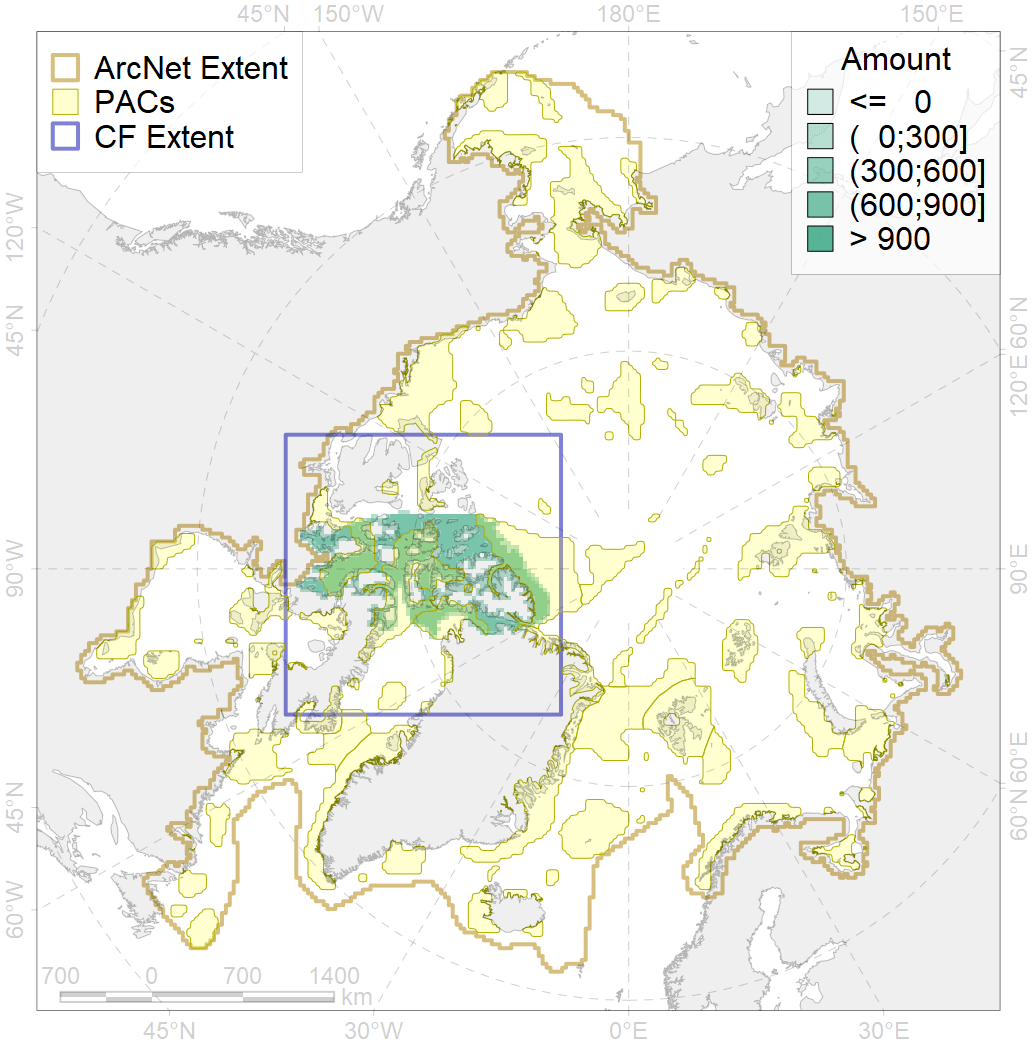 45°N 150°W 180°E 150°E
ArcNet Extent
PACs
CF Extent
Amount
<= 0
( 0;300]
(300;600]
(600;900]
> 900
45°N
120°W
45°N
60°N
120°E
90°W
90°E
60°E
45°N
60°N
60°W
700 0 700 1400
km
45°N 30°W 0°E 30°E